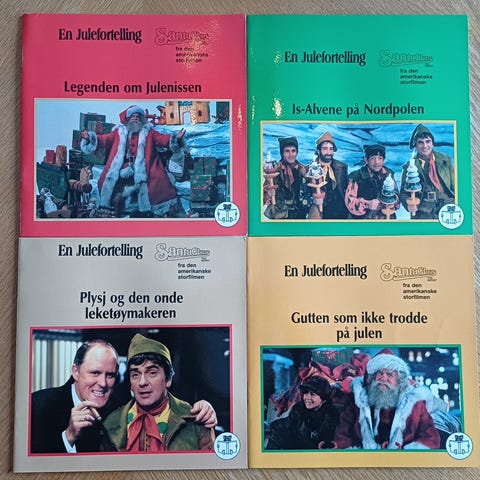 En Julefortelling
Santa Claus
fra den
amerikanske
storfilmen
Legenden om Julenissen
En Julefortelling
Santa Claus
fra den
amerikanske
storfilmen
Is-Alvene på Nordpolen
En Julefortelling
Santa Claus
fra den
amerikanske
storfilmen
Plysj og den onde
leketøymakeren
En Julefortelling
Santa Claus
fra den
amerikanske
storfilmen
Gutten som ikke trodde
på julen